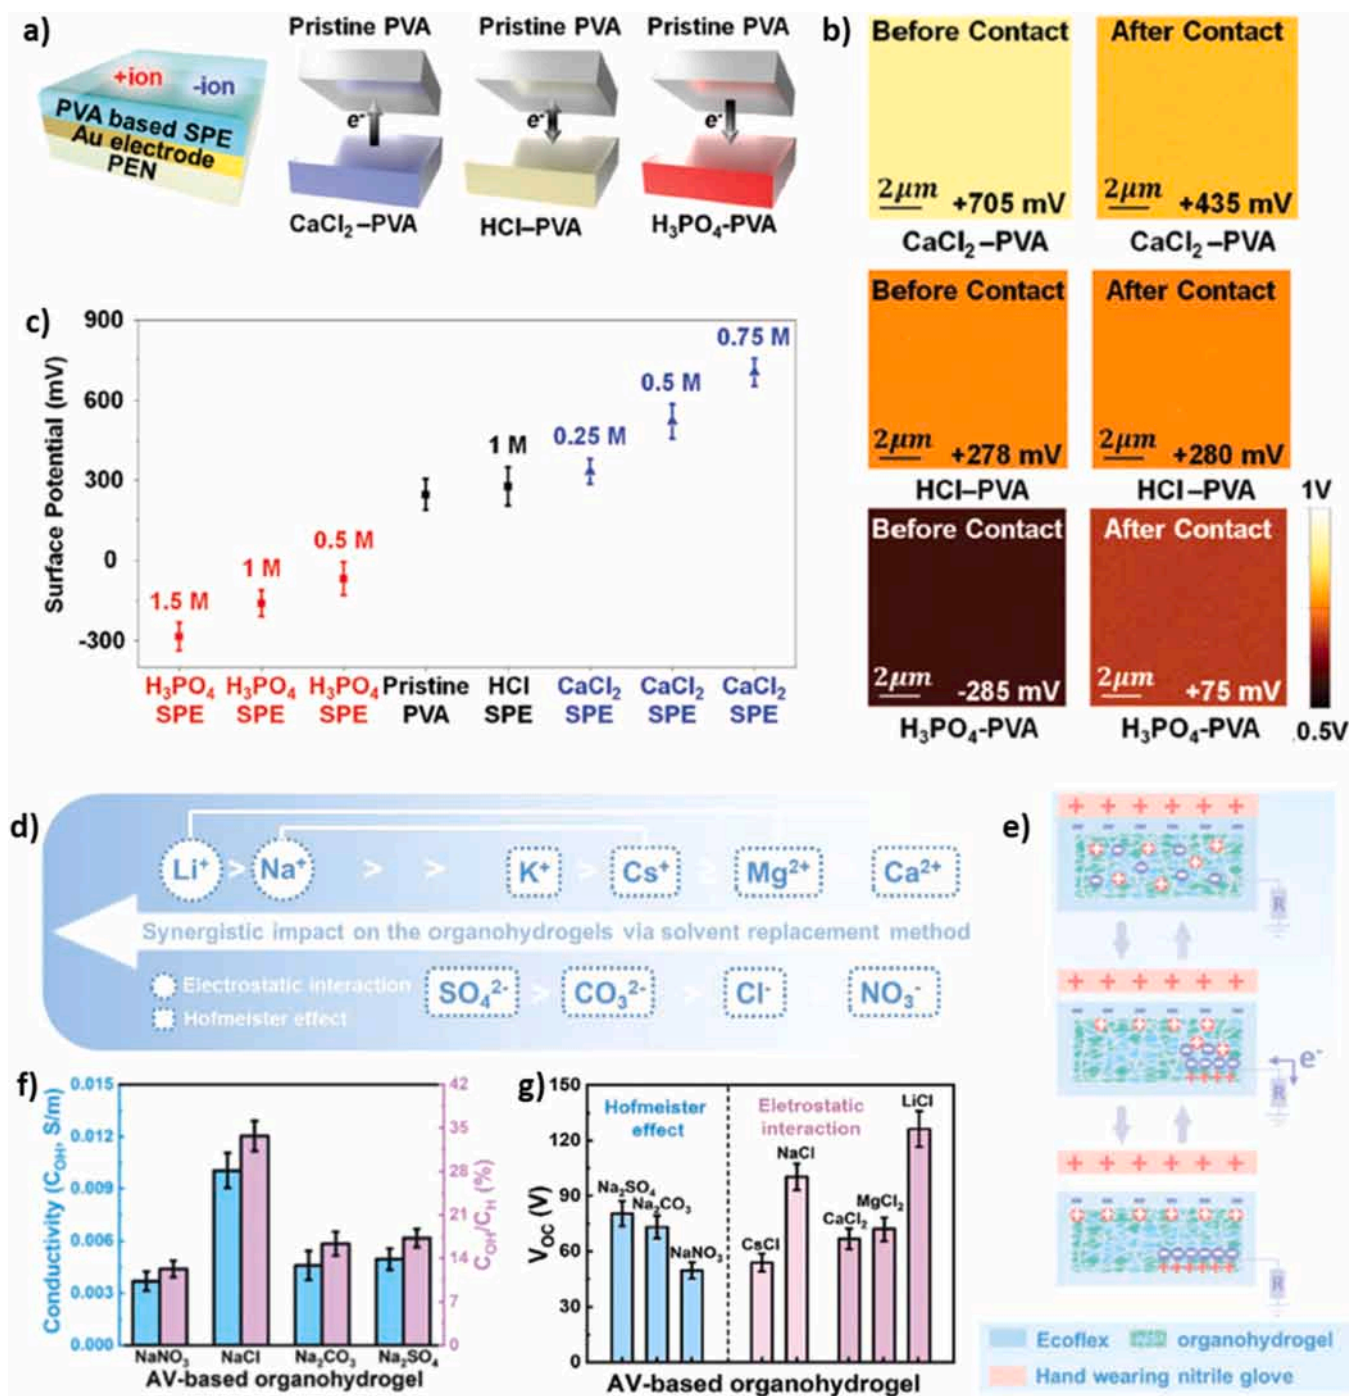 a)
Pristine PVA
Pristine PVA
Pristine PVA
+ion
-ion
PVA based SPE
Au electrode
PEN
e-
e-
e-
CaCl2–PVA
HCl–PVA
H3PO4-PVA
b)
Before Contact
After Contact
2μm
+705 mV
2μm
+435 mV
CaCl2–PVA
CaCl2–PVA
Before Contact
After Contact
2μm
+278 mV
2μm
+280 mV
HCl–PVA
HCl–PVA
1V
Before Contact
After Contact
2μm
-285 mV
2μm
+75 mV
H3PO4-PVA
H3PO4-PVA
.0.5V
c)
Surface Potential (mV)
900
600
300
0
-300
1.5 M
1 M
0.5 M
1 M
0.25 M
0.5 M
0.75 M
H3PO4 SPE
H3PO4 SPE
H3PO4 SPE
Pristine PVA
HCl SPE
CaCl2 SPE
CaCl2 SPE
CaCl2 SPE
d)
Li+ > Na+ > > K+ > Cs+ ≥ Mg2+ Ca2+
Synergistic impact on the organohydrogels via solvent replacement method
Electrostatic interaction
Hofmeister effect
SO4 2- > CO3 2- > Cl- NO3-
e)
R
e-
R
R
Ecoflex
organohydrogel
Hand wearing nitrile glove
f)
Conductivity (COH, S/m)
0.015
0.012
0.009
0.006
0.003
0.000
42
35
28
21
14
7
0
COH/CH (%)
NaNO3
NaCl
Na2CO3
Na2SO4
AV-based organohydrogel
g)
VOC (V)
150
120
90
60
30
0
Hofmeister
effect
Eletrostatic
interaction
Na2SO4
Na2CO3
NaNO3
CsCl
NaCl
CaCl2
MgCl2
LiCl
AV-based organohydrogel